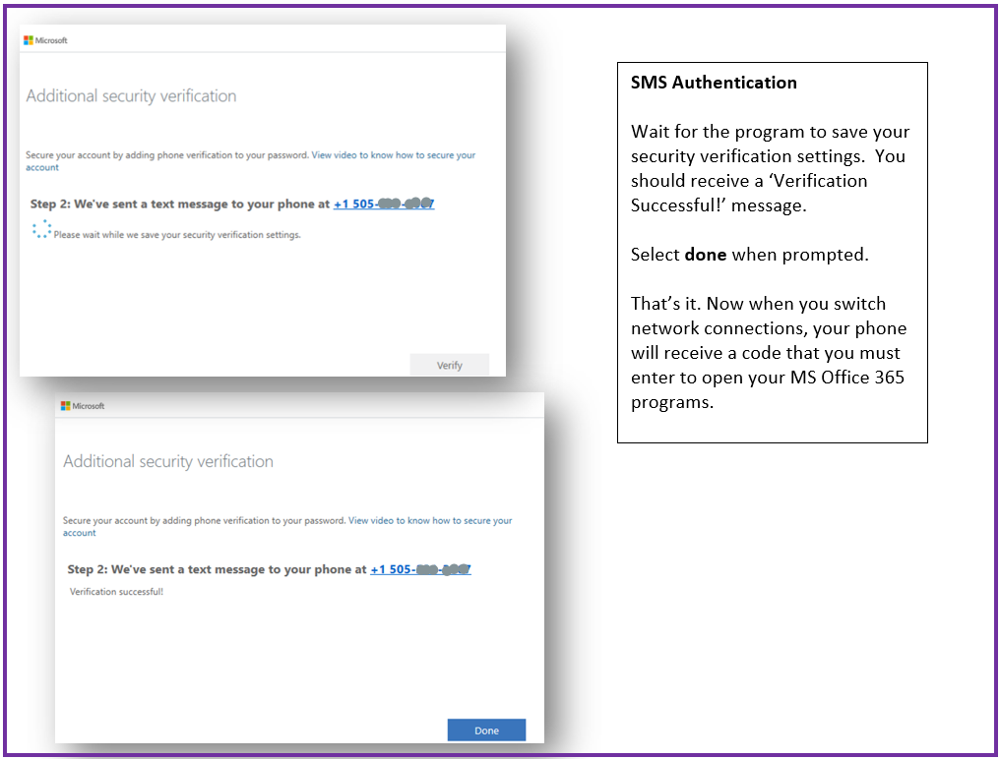 Microsoft
Additional security verification
Secure your account by adding phone verification to your password. View video to know how to secure your
account
Step 2: We've sent a text message to your phone at +1 505-
Please wait while we save your security verification settings.
Verify
Microsoft
Additional security verification
Secure your account by adding phone verification to your password. View video to know how to secure your
account
Step 2: We've sent a text message to your phone at +1 505-
Verification successful!
Done
SMS Authentication
Wait for the program to save your
security verification settings.  You
should receive a ‘Verification
Successful!’ message.
Select done when prompted.
That’s it. Now when you switch
network connections, your phone
will receive a code that you must
enter to open your MS Office 365
programs.